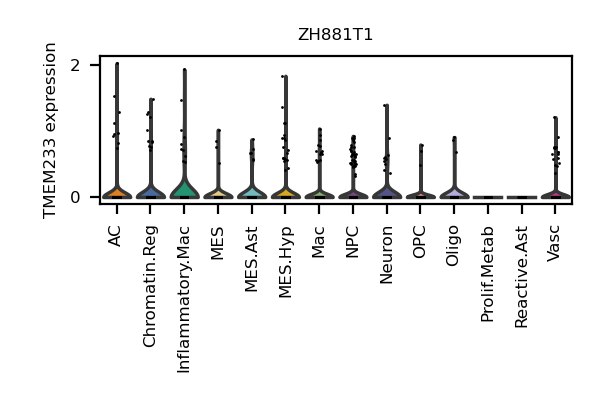 ZH881T1
TMEM233 expression
2
0
AC
Chromatin.Reg
Inflammatory.Mac
MES
MES.Ast
MES.Hyp
Mac
NPC
Neuron
OPC
Oligo
Prolif.Metab
Reactive.Ast
Vasc